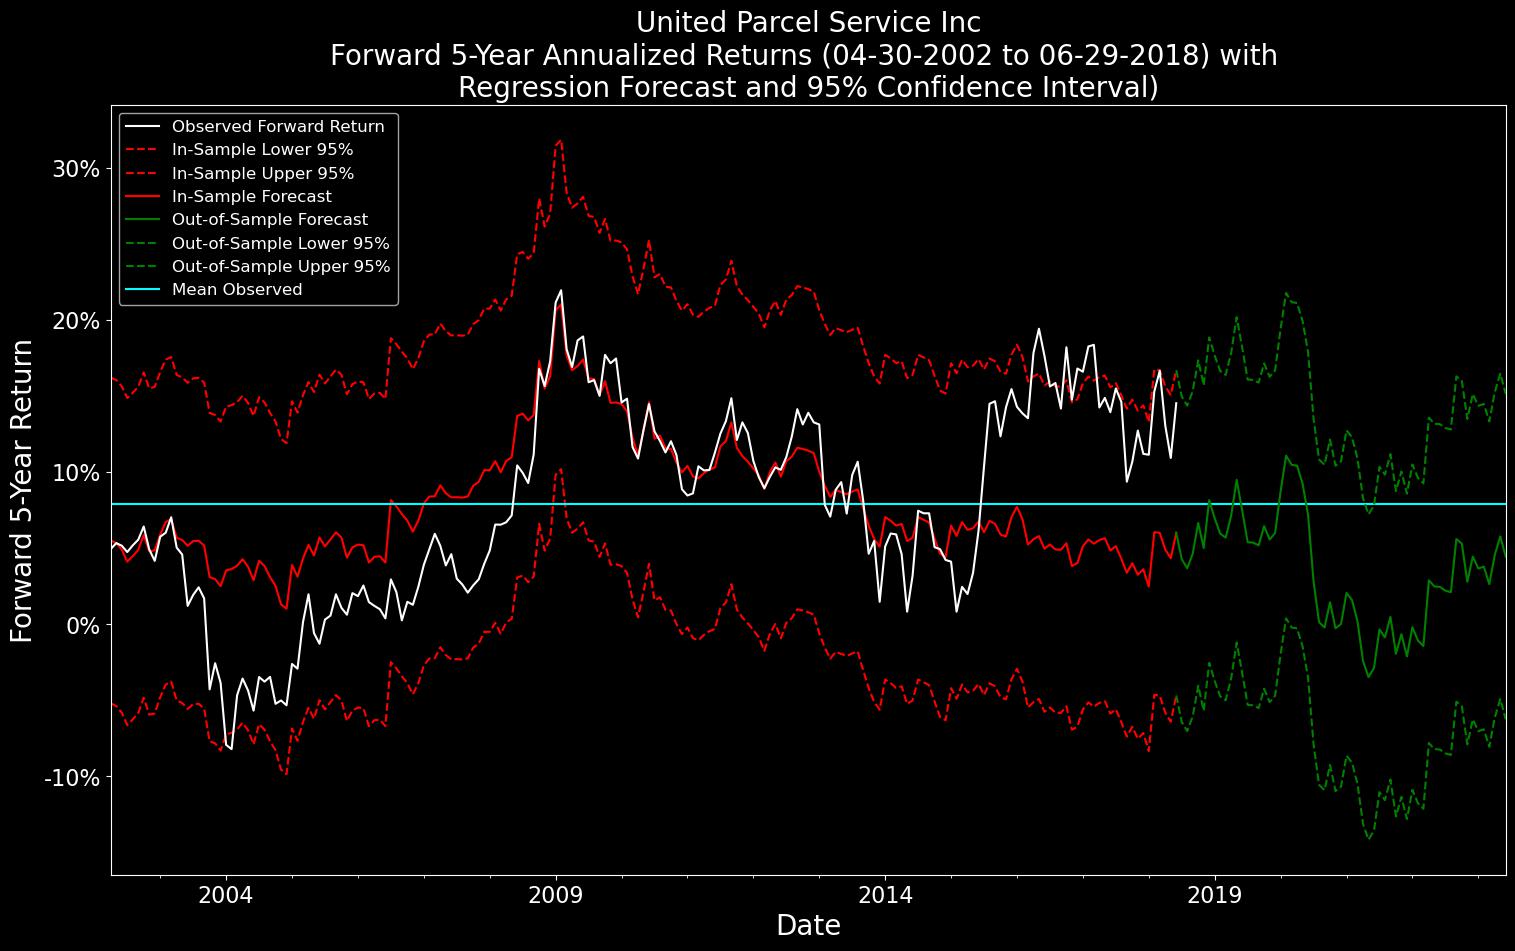 United Parcel Service Inc
Forward 5-Year Annualized Returns (04-30-2002 to 06-29-2018) with
Regression Forecast and 95% Confidence Interval)
Observed Forward Return
In-Sample Lower 95%
In-Sample Upper 95%
In-Sample Forecast
Out-of-Sample Forecast
Out-of-Sample Lower 95%
Out-of-Sample Upper 95%
Mean Observed
Forward 5-Year Return
30%
20%
10%
0%
-10%
2004
2009
2014
2019
Date